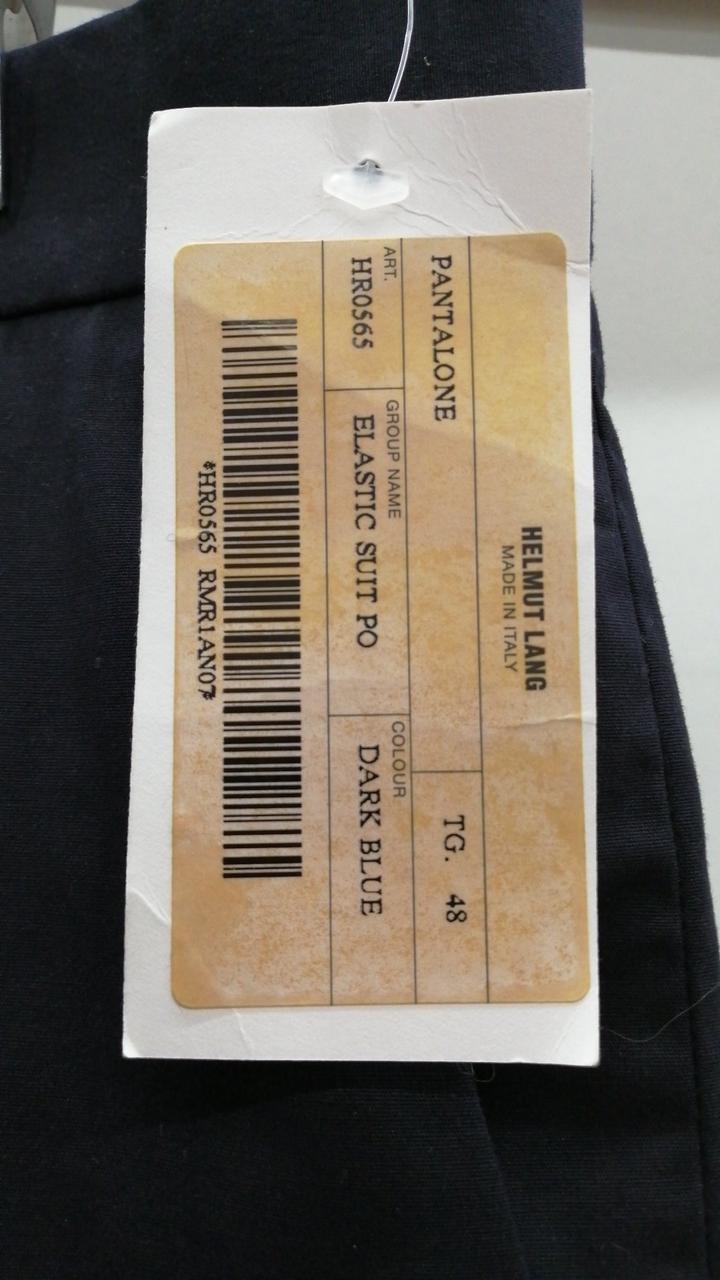 HELMUT LANG
MADE IN ITALY
PANTALONE
TG. 48
ART.
HR0565
GROUP NAME
ELASTIC SUIT PO
COLOUR
DARK BLUE
*HR0565 RMR1AN07*